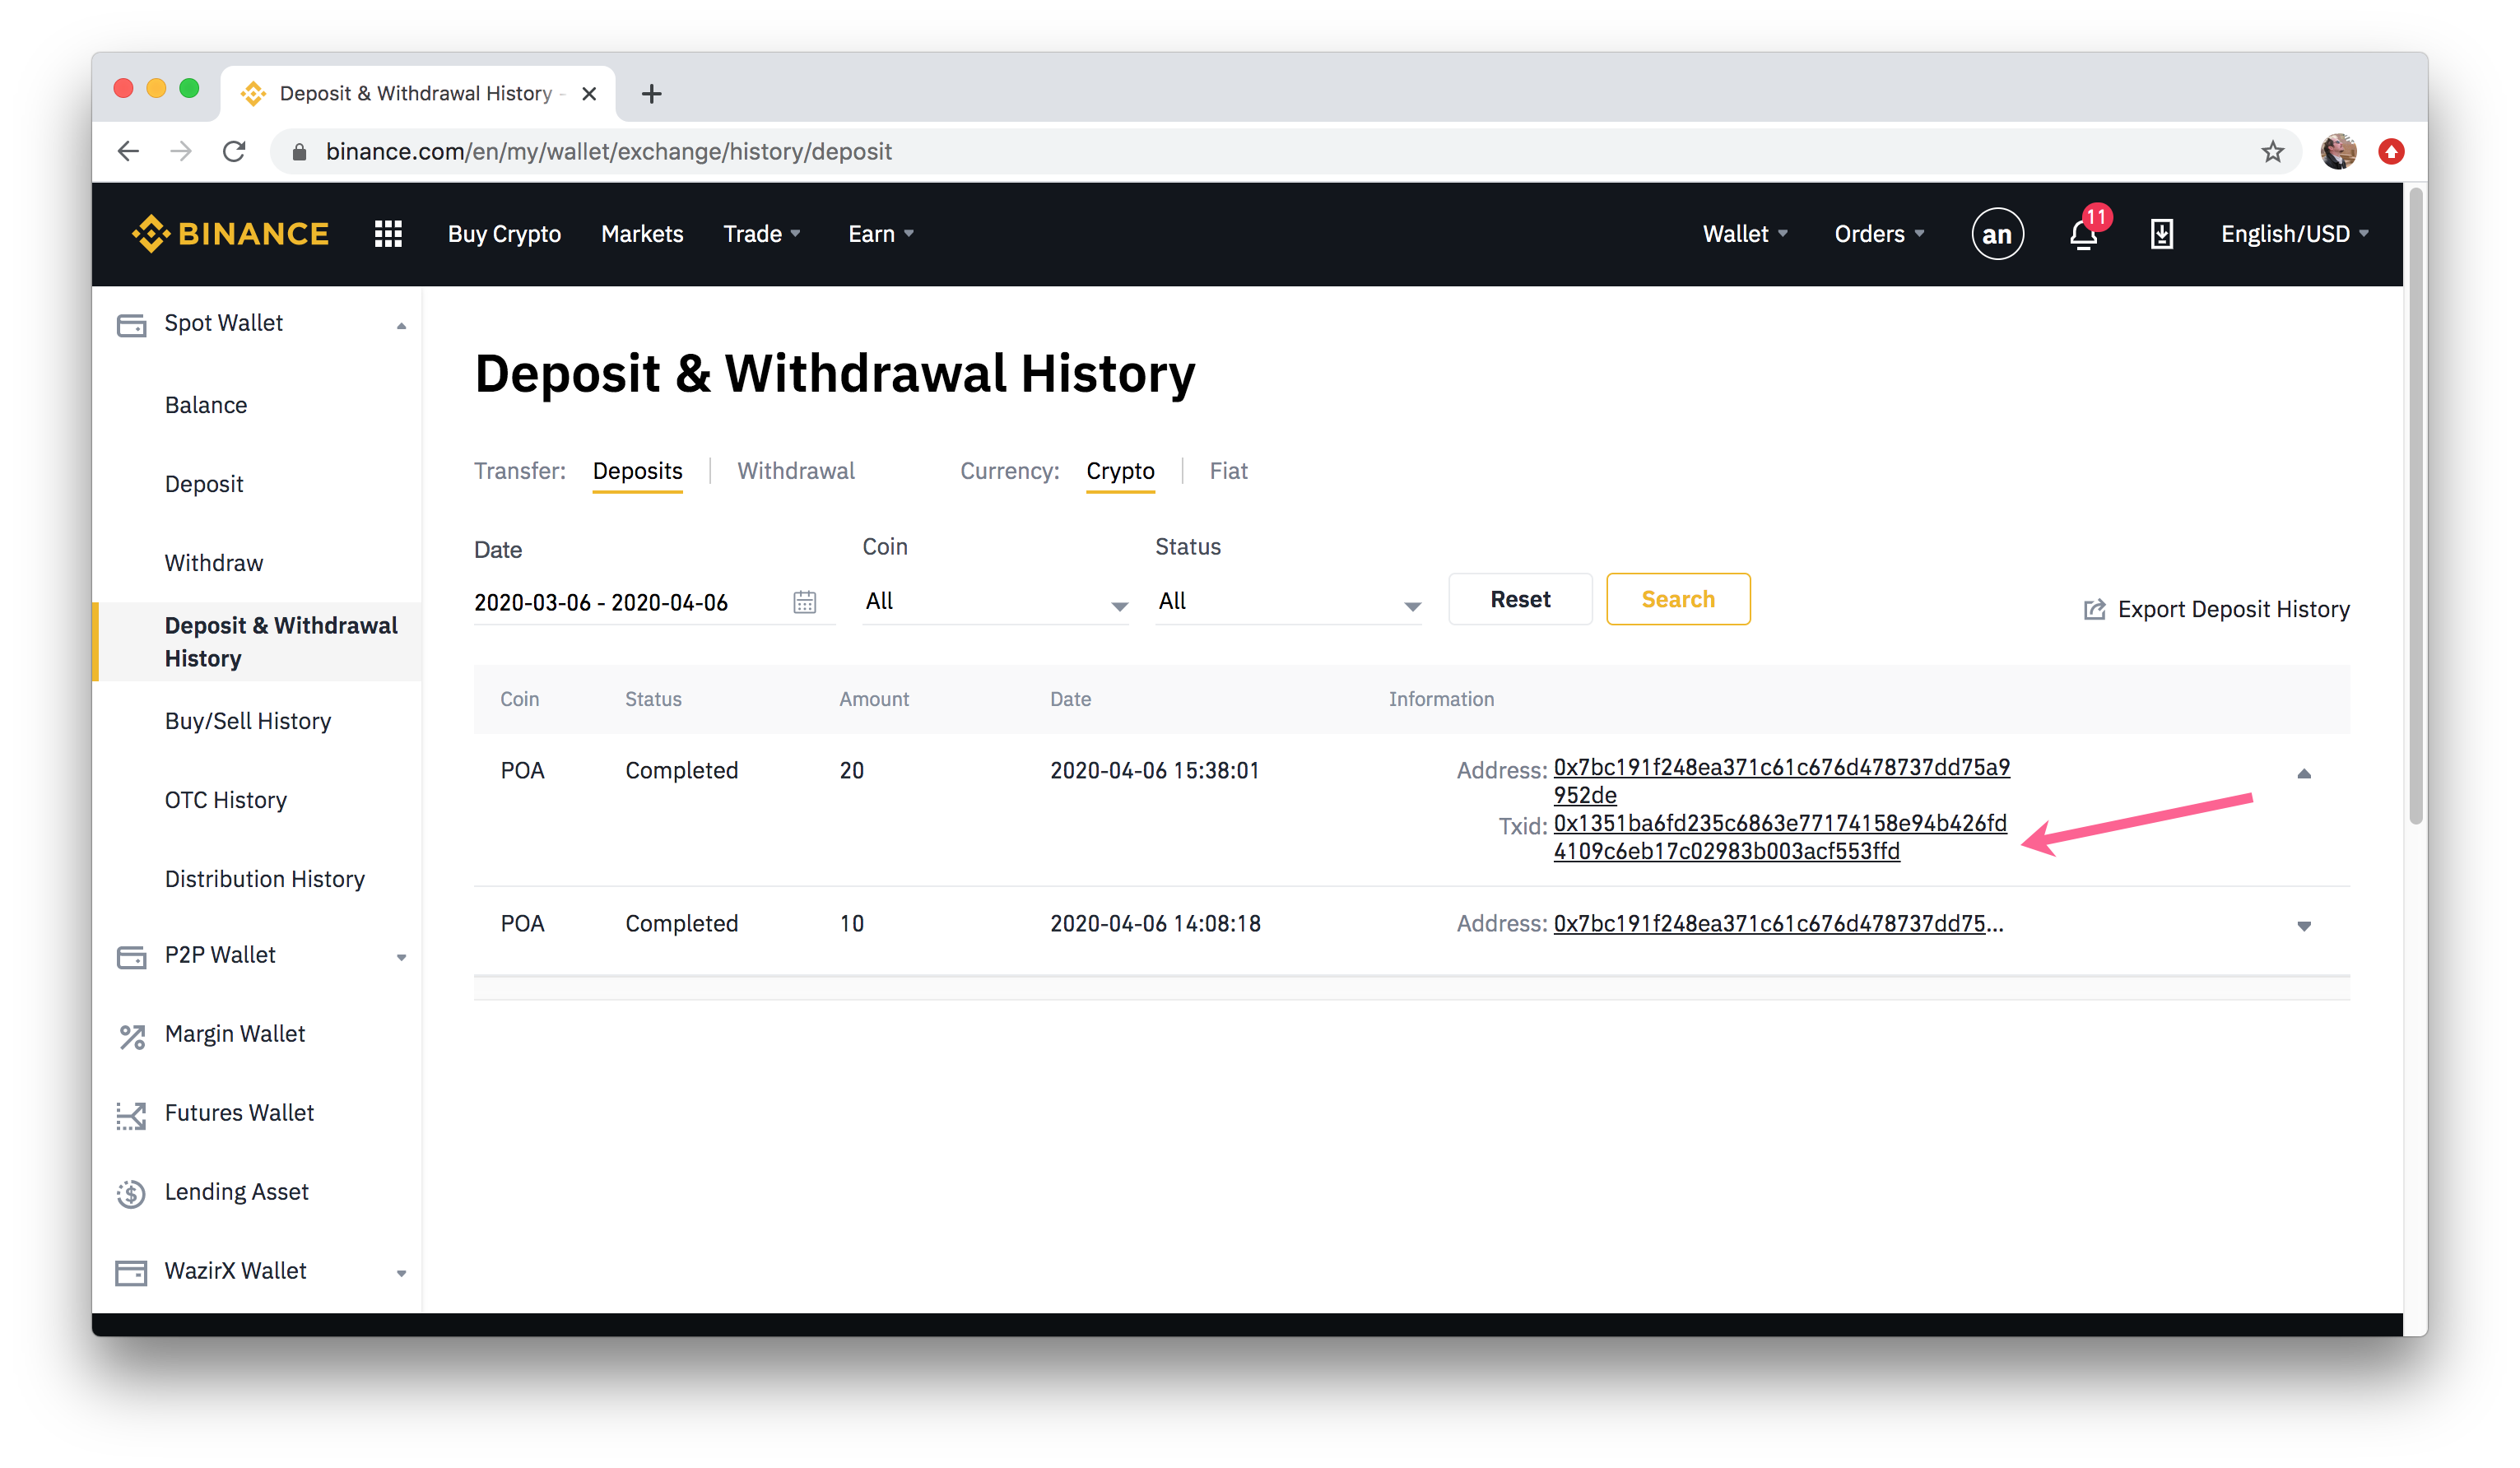 Deposit & Withdrawal History -
binance.com/en/my/wallet/exchange/history/deposit
BINANCE
Buy Crypto
Markets
Trade
Earn
Wallet
Orders
an
11
English/USD
Spot Wallet
Balance
Deposit
Withdraw
Deposit & Withdrawal
History
Buy/Sell History
OTC History
Distribution History
P2P Wallet
Margin Wallet
Futures Wallet
Lending Asset
WazirX Wallet
Deposit & Withdrawal History
Transfer: Deposits Withdrawal Currency: Crypto Fiat
Date Coin Status
2020-03-06 - 2020-04-06 All All Reset Search Export Deposit History
Coin Status Amount Date Information
POA Completed 20 2020-04-06 15:38:01 Address: 0x7bc191f248ea371c61c676d478737dd75a9
952de
Txid: 0x1351ba6fd235c6863e77174158e94b426fd
4109c6eb17c02983b003acf553ffd
POA Completed 10 2020-04-06 14:08:18 Address: 0x7bc191f248ea371c61c676d478737dd75...